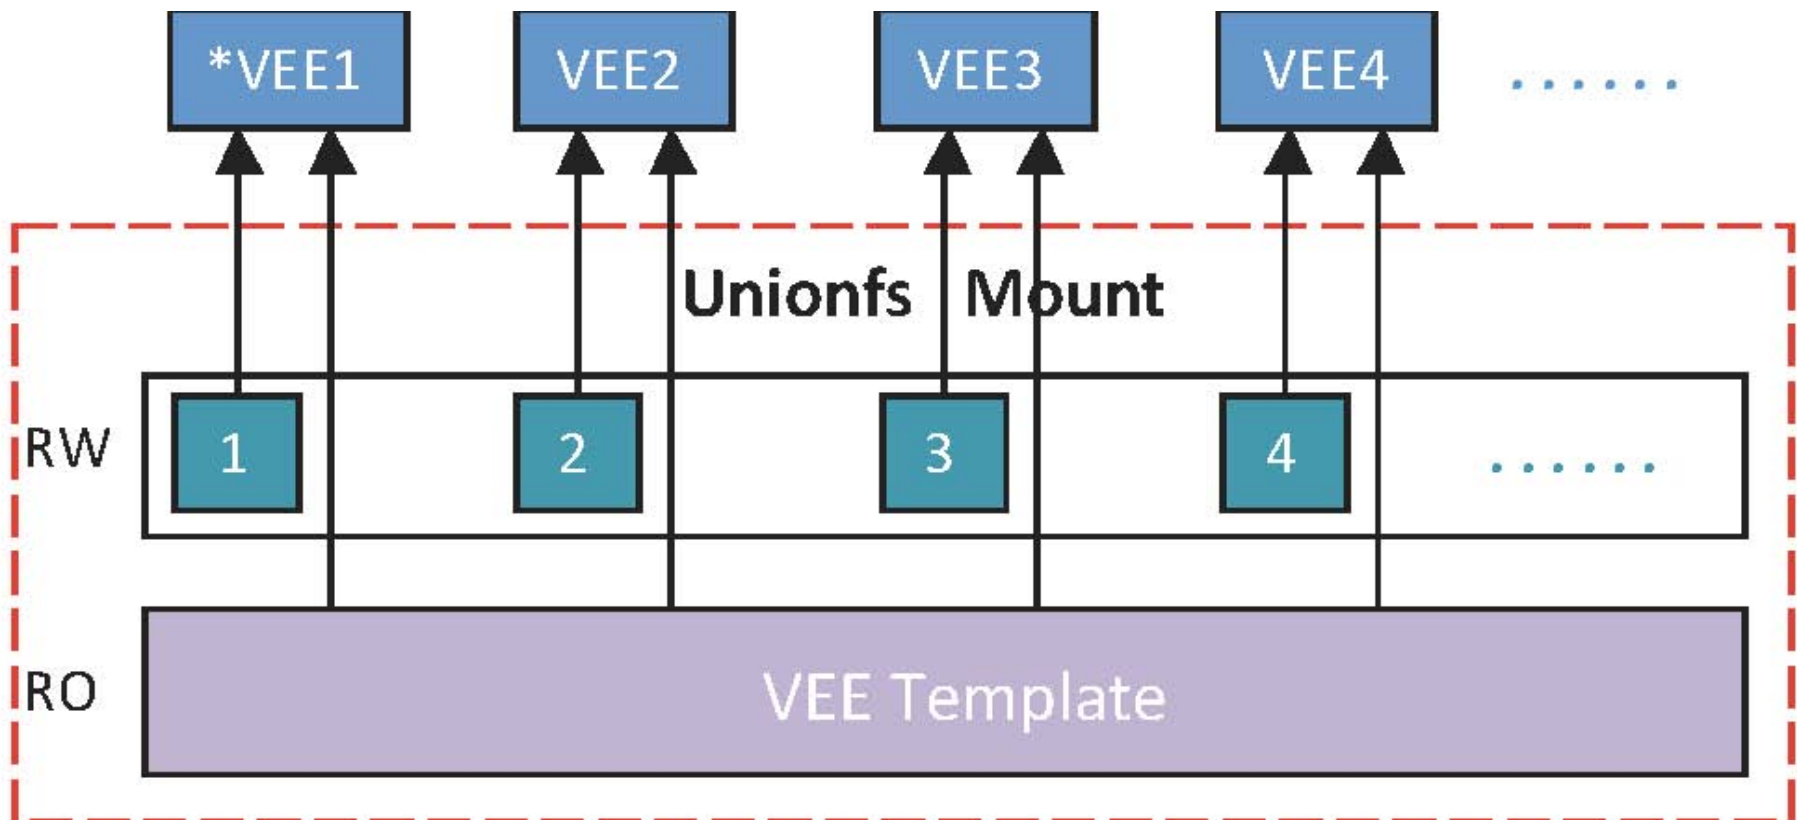 *VEE1 VEE2 VEE3 VEE4 ......
Unionfs Mount
RW 1 2 3 4 ......
RO VEE Template